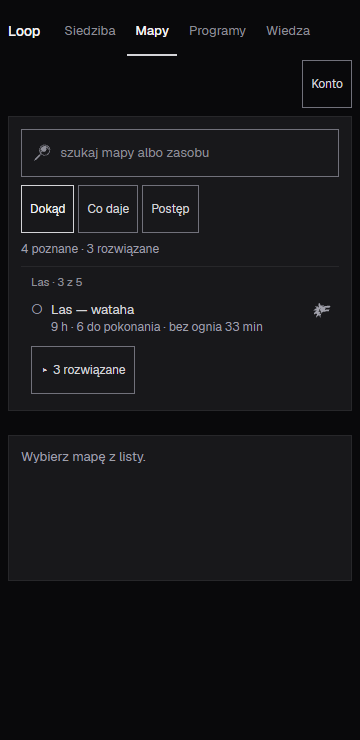 Loop Siedziba Mapy Programy Wiedza
Konto
szukaj mapy albo zasobu
Dokąd Co daje Postęp
4 poznane · 3 rozwiązane
Las · 3 z 5
Las — wataha
9 h · 6 do pokonania · bez ognia 33 min
▸ 3 rozwiązane
Wybierz mapę z listy.